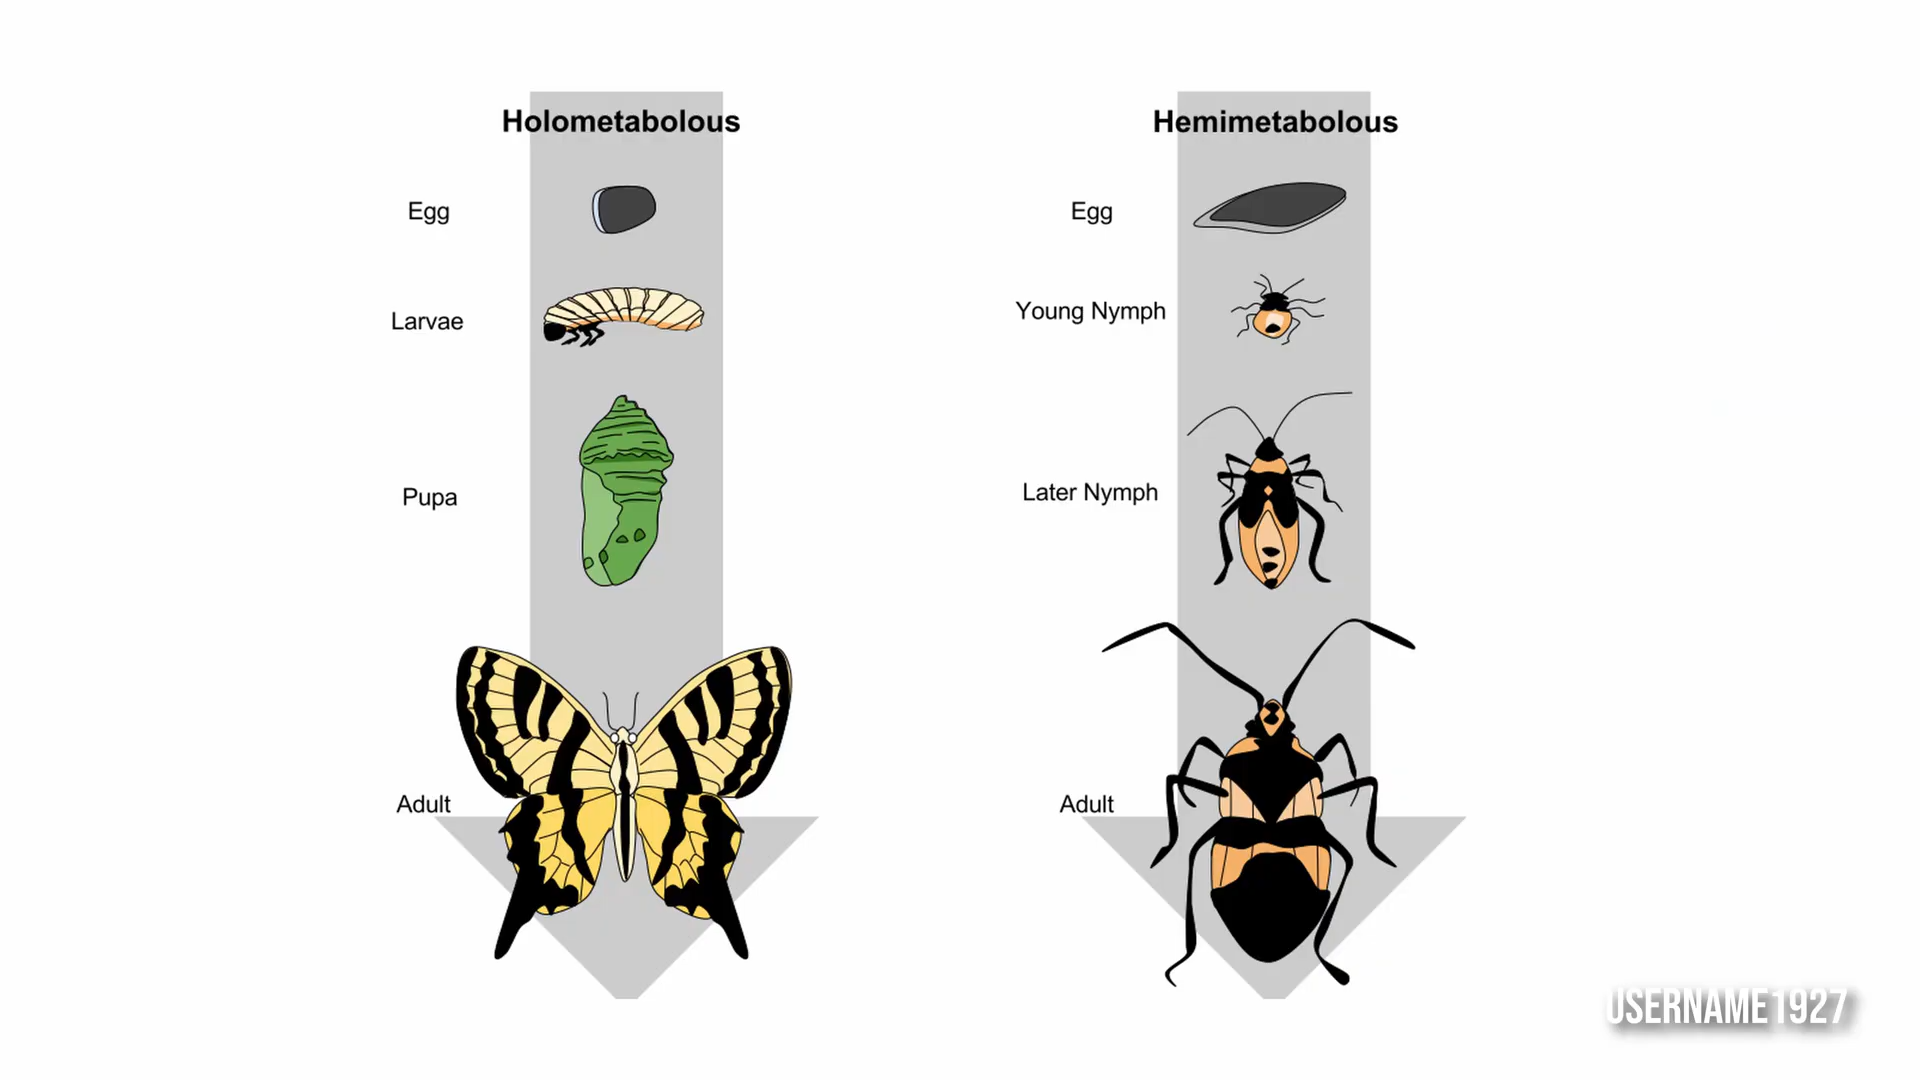 Holometabolous
Egg
Larvae
Pupa
Adult
Hemimetabolous
Egg
Young Nymph
Later Nymph
Adult
USERNAME1927